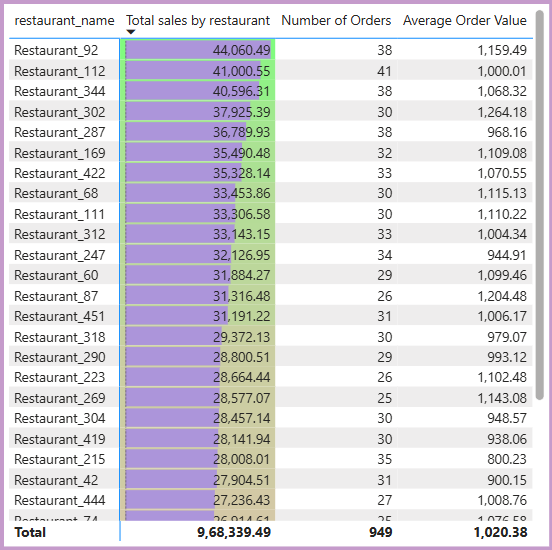 restaurant_name Total sales by restaurant Number of Orders Average Order Value
Restaurant_92 44,060.49 38 1,159.49
Restaurant_112 41,000.55 41 1,000.01
Restaurant_344 40,596.31 38 1,068.32
Restaurant_302 37,925.39 30 1,264.18
Restaurant_287 36,789.93 38 968.16
Restaurant_169 35,490.48 32 1,109.08
Restaurant_422 35,328.14 33 1,070.55
Restaurant_68 33,453.86 30 1,115.13
Restaurant_111 33,306.58 30 1,110.22
Restaurant_312 33,143.15 33 1,004.34
Restaurant_247 32,126.95 34 944.91
Restaurant_60 31,884.27 29 1,099.46
Restaurant_87 31,316.48 26 1,204.48
Restaurant_451 31,191.22 31 1,006.17
Restaurant_318 29,372.13 30 979.07
Restaurant_290 28,800.51 29 993.12
Restaurant_223 28,664.44 26 1,102.48
Restaurant_269 28,577.07 25 1,143.08
Restaurant_304 28,457.14 30 948.57
Restaurant_419 28,141.94 30 938.06
Restaurant_215 28,008.01 35 800.23
Restaurant_42 27,904.51 31 900.15
Restaurant_444 27,236.43 27 1,008.76
Restaurant_74 26,914.61 25 1,076.58
Total 9,68,339.49 949 1,020.38